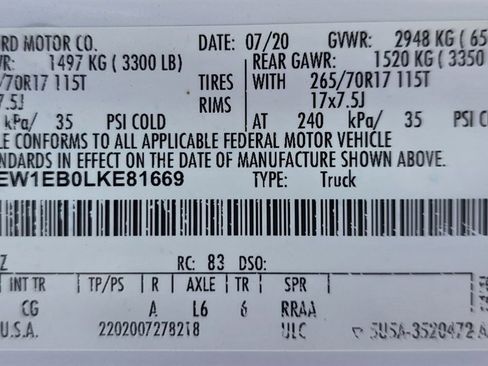 RD MOTOR CO. DATE: 07/20 GVWR: 2948 KG (65
R: 1497 KG (3300 LB) REAR GAWR: 1520 KG (3350
/70R17 115T TIRES WITH 265/70R17 115T
7.5J RIMS 17x7.5J
kPa/ 35 PSI COLD AT 240 kPa/ 35 PSI CO
LE CONFORMS TO ALL APPLICABLE FEDERAL MOTOR VEHICLE
ANDARDS IN EFFECT ON THE DATE OF MANUFACTURE SHOWN ABOVE.
EW1EB0LKE81669 TYPE: Truck
Z RC: 83 DSO:
INT TR TP/PS R AXLE TR SPR
CG A L6 6 RRAA
U.S.A. 2202007278218 ULC 5U5A-3520472-A